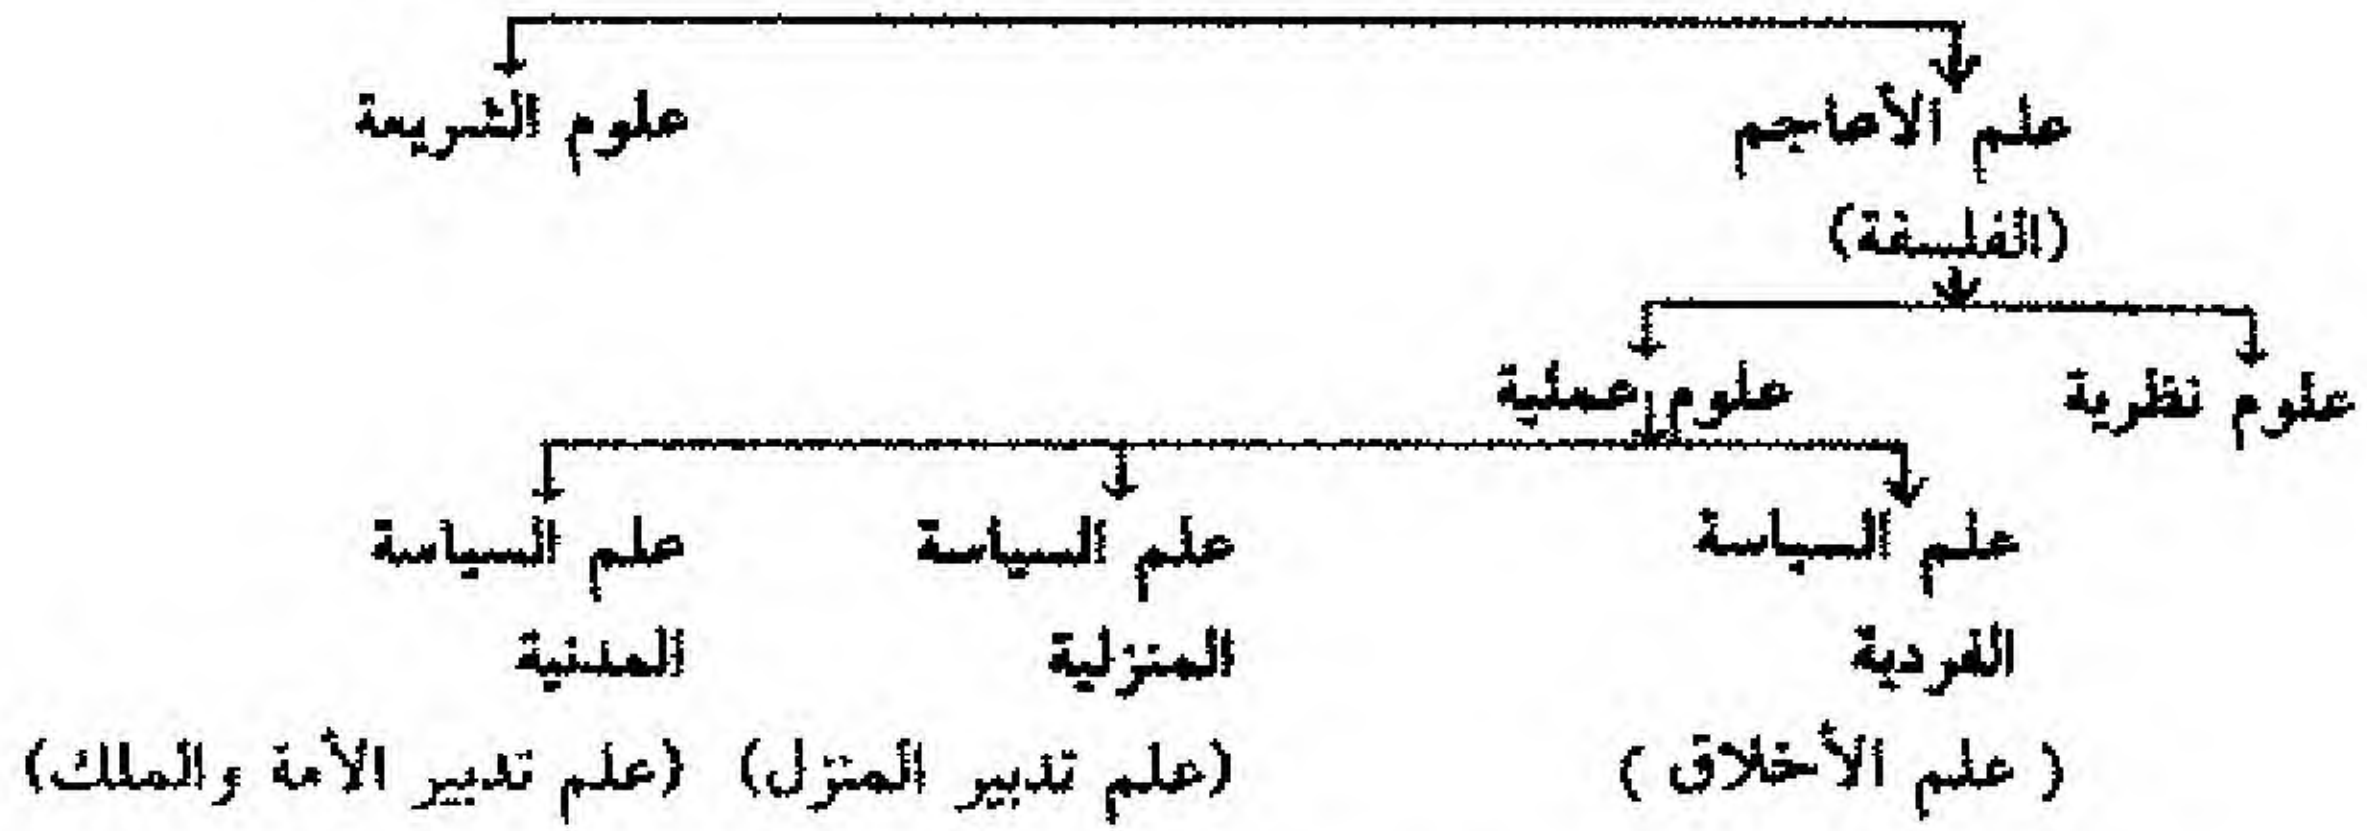 علم الأعاجم
علوم الشريعة
(الفلسفة)
علوم نظرية
علوم عملية
علم السياسة
علم السياسة
علم السياسة
الفردية
المنزلية
المدنية
( علم الأخلاق )
(علم تدبير المنزل)
(علم تدبير الأمة والملك)